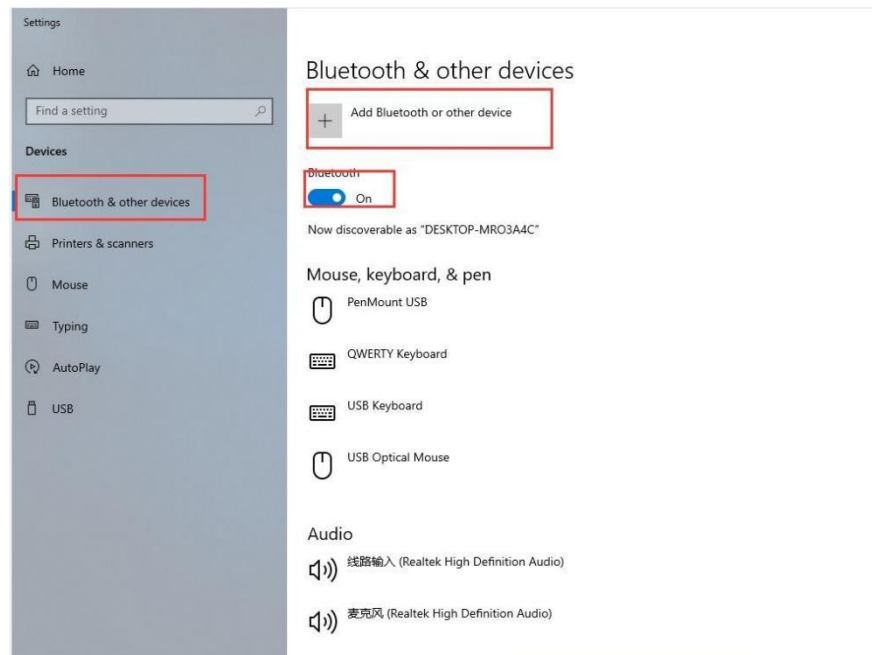 Settings
Home
Find a setting
Devices
Bluetooth & other devices
Printers & scanners
Mouse
Typing
AutoPlay
USB
Bluetooth & other devices
Add Bluetooth or other device
Bluetooth
On
Now discoverable as "DESKTOP-MRO3A4C"
Mouse, keyboard, & pen
PenMount USB
QWERTY Keyboard
USB Keyboard
USB Optical Mouse
Audio
线路输入 (Realtek High Definition Audio)
麦克风 (Realtek High Definition Audio)